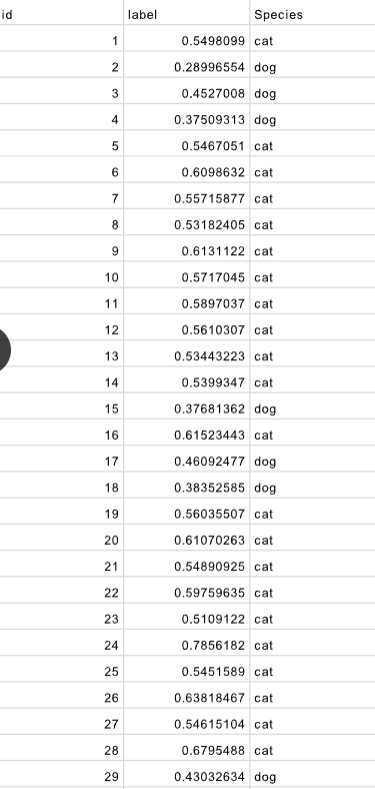 id label Species
1 0.5498099 cat
2 0.28996554 dog
3 0.4527008 dog
4 0.37509313 dog
5 0.5467051 cat
6 0.6098632 cat
7 0.55715877 cat
8 0.53182405 cat
9 0.6131122 cat
10 0.5717045 cat
11 0.5897037 cat
12 0.5610307 cat
13 0.53443223 cat
14 0.5399347 cat
15 0.37681362 dog
16 0.61523443 cat
17 0.46092477 dog
18 0.38352585 dog
19 0.56035507 cat
20 0.61070263 cat
21 0.54890925 cat
22 0.59759635 cat
23 0.5109122 cat
24 0.7856182 cat
25 0.5451589 cat
26 0.63818467 cat
27 0.54615104 cat
28 0.6795488 cat
29 0.43032634 dog